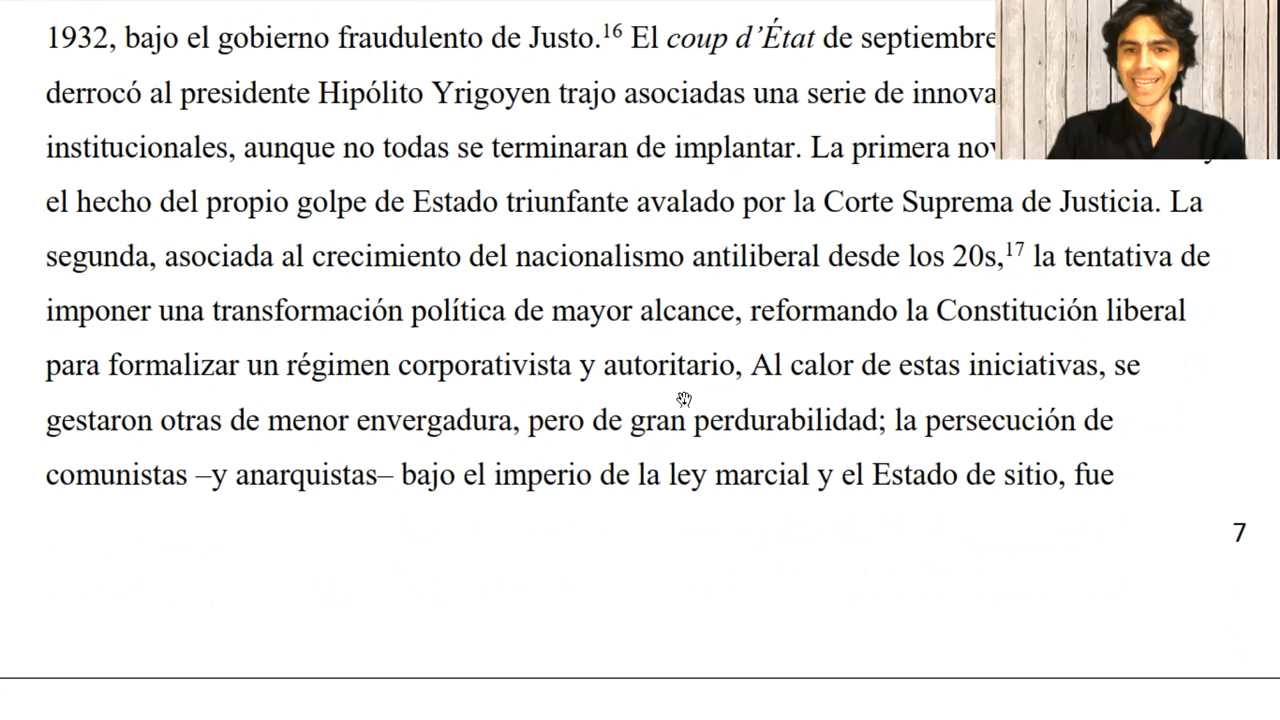 1932, bajo el gobierno fraudulento de Justo.¹⁶ El coup d’État de septiembre
derrocó al presidente Hipólito Yrigoyen trajo asociadas una serie de
institucionales, aunque no todas se terminaran de implantar. La primera
el hecho del propio golpe de Estado triunfante avalado por la Corte Suprema de Justicia. La
segunda, asociada al crecimiento del nacionalismo antiliberal desde los 20s,¹⁷ la tentativa de
imponer una transformación política de mayor alcance, reformando la Constitución liberal
para formalizar un régimen corporativista y autoritario, Al calor de estas iniciativas, se
gestaron otras de menor envergadura, pero de gran perdurabilidad; la persecución de
comunistas –y anarquistas– bajo el imperio de la ley marcial y el Estado de sitio, fue
7